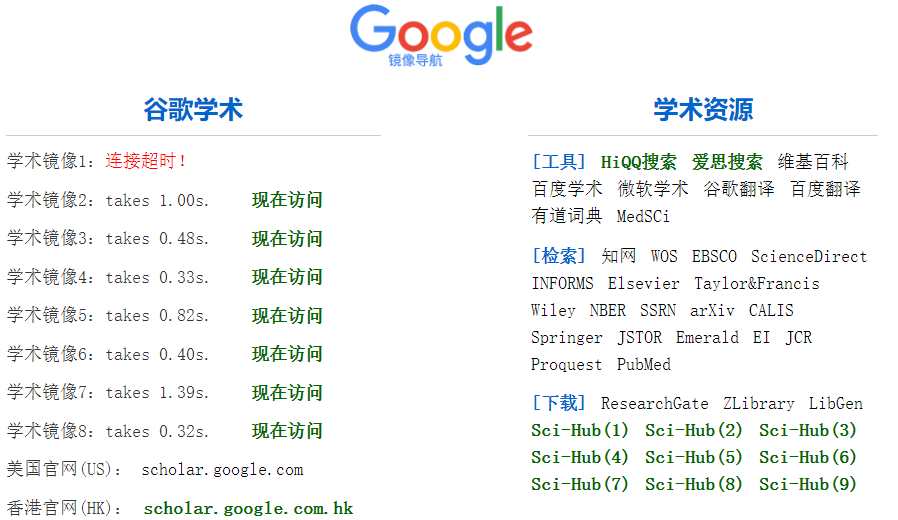 Google
镜像导航
谷歌学术
学术镜像1：连接超时！
学术镜像2：takes 1.00s. 现在访问
学术镜像3：takes 0.48s. 现在访问
学术镜像4：takes 0.33s. 现在访问
学术镜像5：takes 0.82s. 现在访问
学术镜像6：takes 0.40s. 现在访问
学术镜像7：takes 1.39s. 现在访问
学术镜像8：takes 0.32s. 现在访问
美国官网(US)： scholar.google.com
香港官网(HK)： scholar.google.com.hk
学术资源
[工具] HiQQ搜索 爱思搜索 维基百科
百度学术 微软学术 谷歌翻译 百度翻译
有道词典 MedSCi
[检索] 知网 WOS EBSCO ScienceDirect
INFORMS Elsevier Taylor&Francis
Wiley NBER SSRN arXiv CALIS
Springer JSTOR Emerald EI JCR
Proquest PubMed
[下载] ResearchGate ZLibrary LibGen
Sci-Hub(1) Sci-Hub(2) Sci-Hub(3)
Sci-Hub(4) Sci-Hub(5) Sci-Hub(6)
Sci-Hub(7) Sci-Hub(8) Sci-Hub(9)